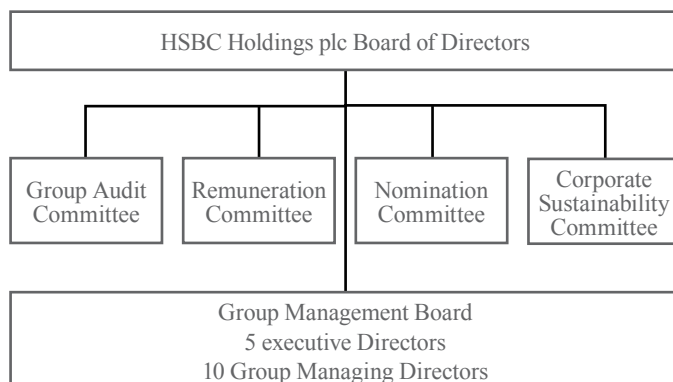 HSBC Holdings plc Board of Directors
Group Audit
Committee
Remuneration
Committee
Nomination
Committee
Corporate
Sustainability
Committee
Group Management Board
5 executive Directors
10 Group Managing Directors